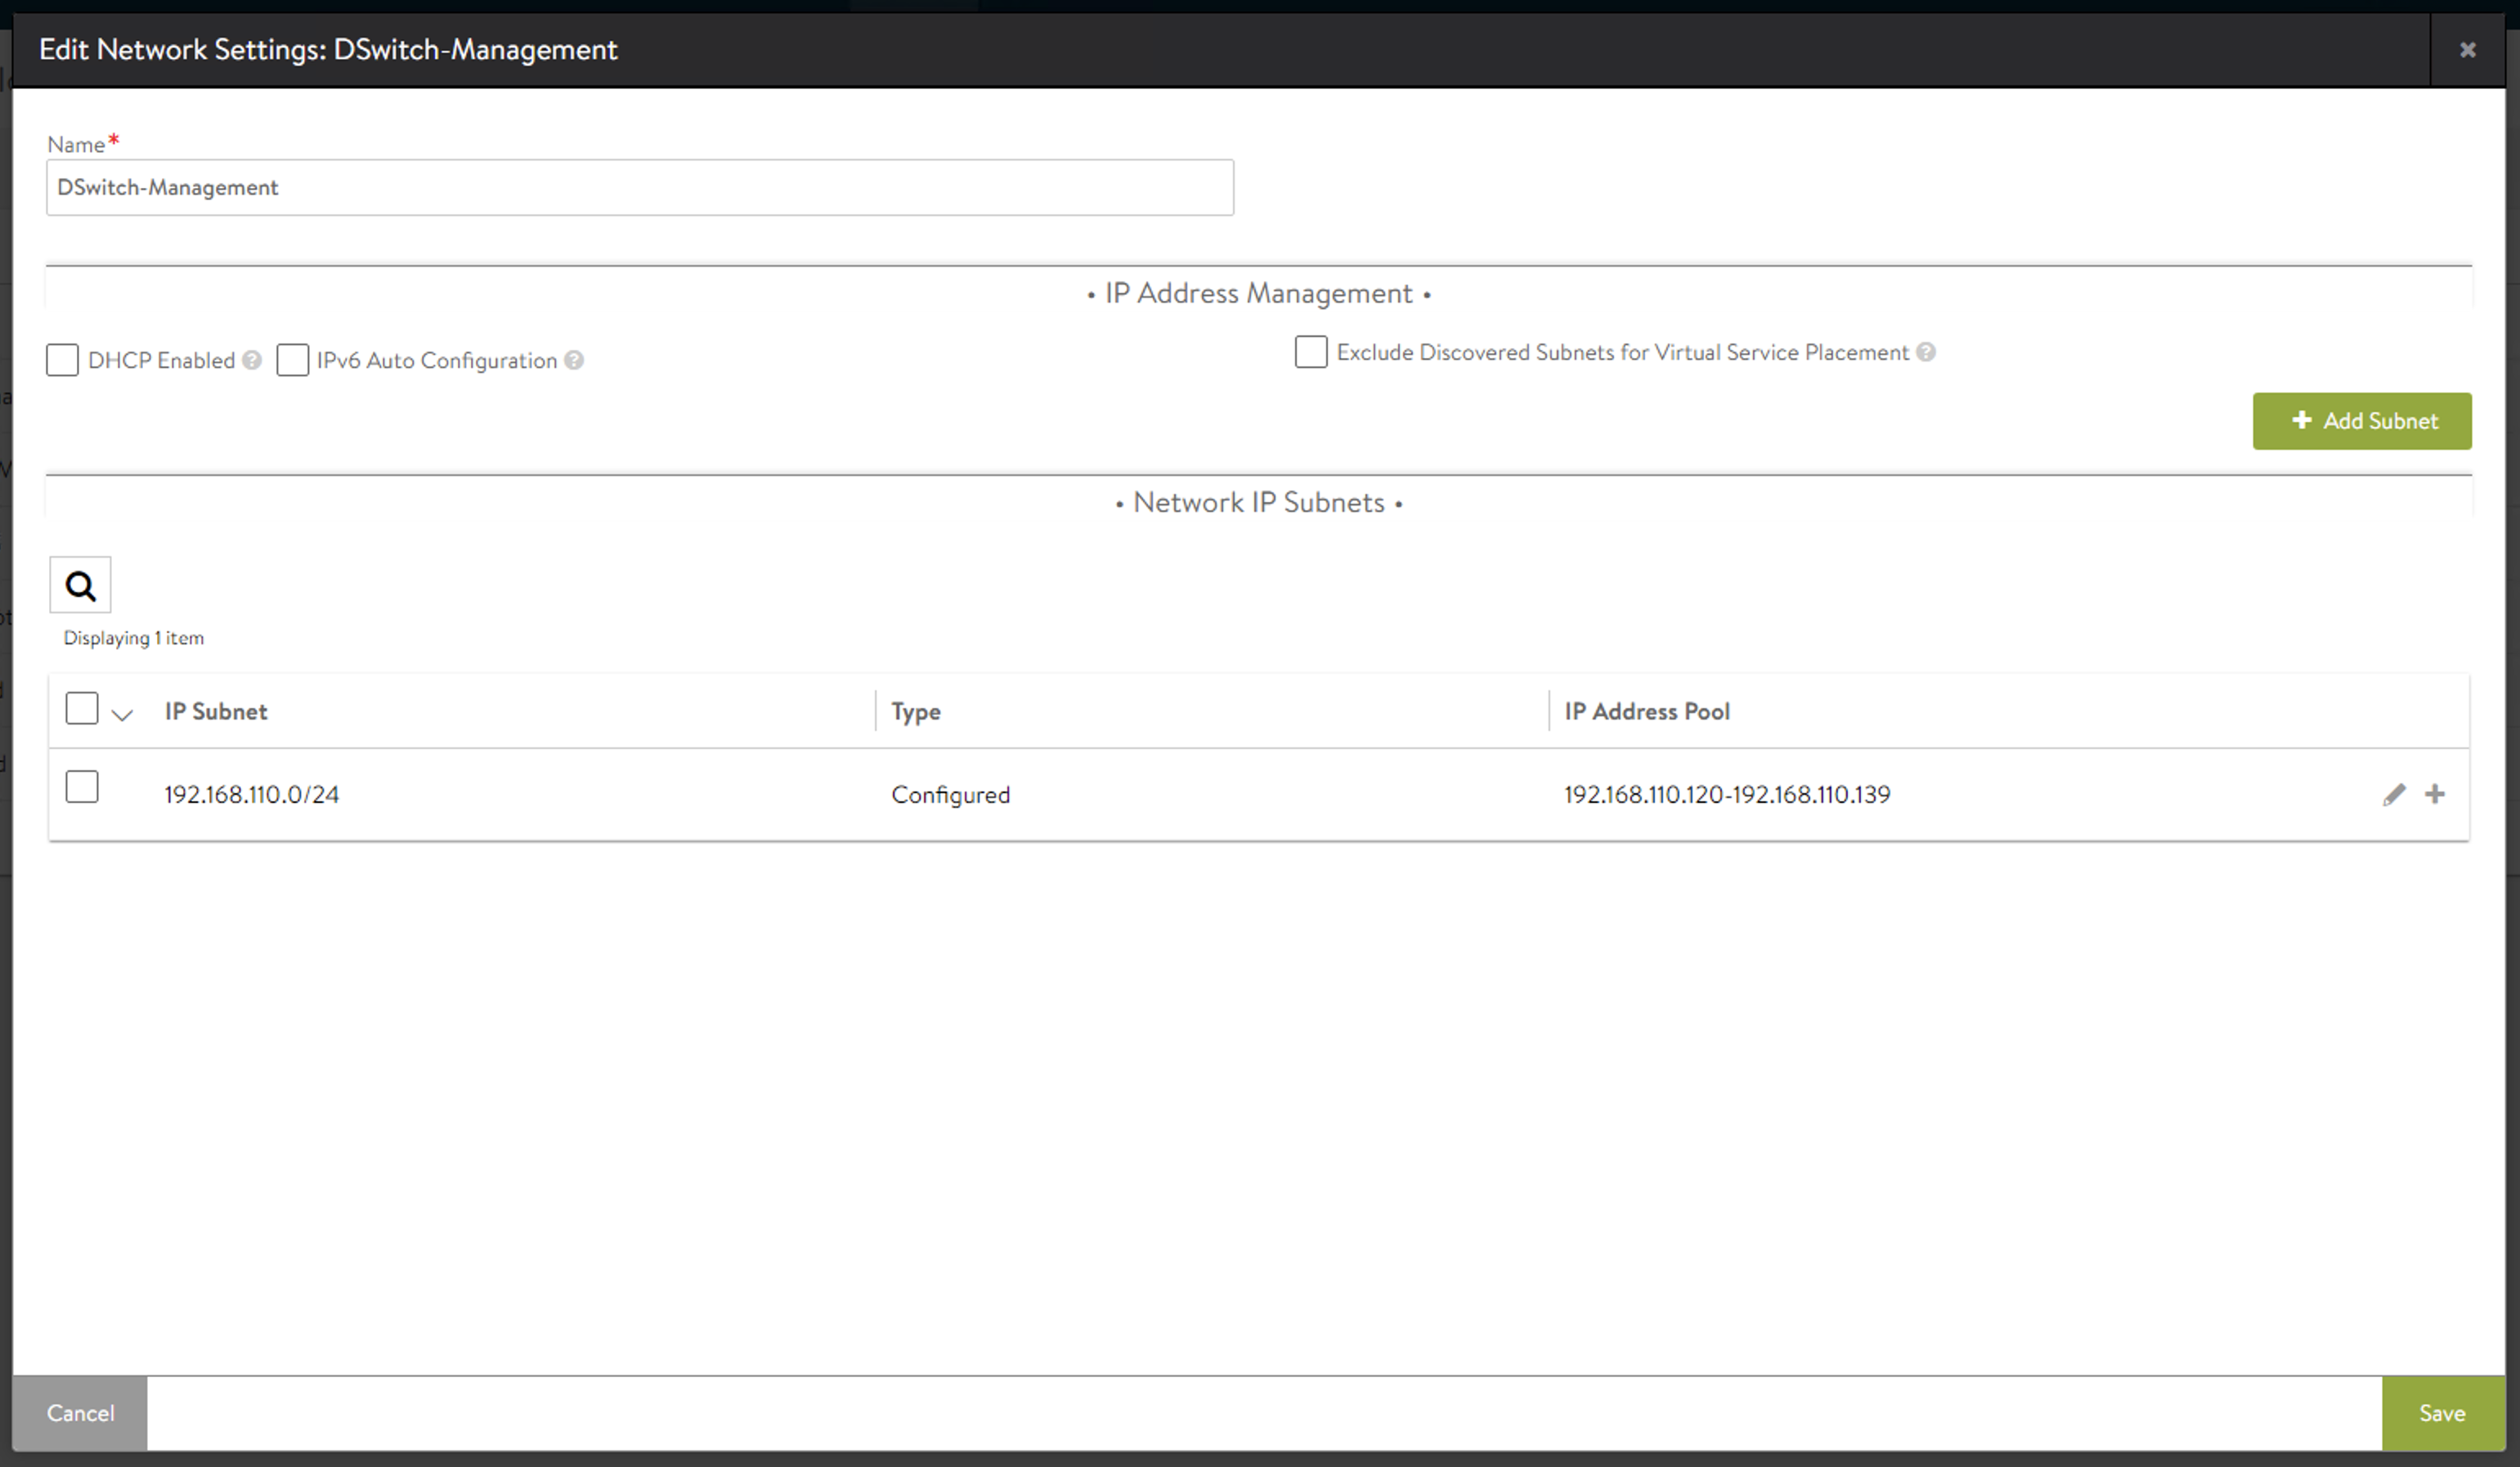 Edit Network Settings: DSwitch-Management
Name*
DSwitch-Management
• IP Address Management •
DHCP Enabled ? IPv6 Auto Configuration ? Exclude Discovered Subnets for Virtual Service Placement ?
+ Add Subnet
• Network IP Subnets •
Displaying 1 item
IP Subnet Type IP Address Pool
192.168.110.0/24 Configured 192.168.110.120-192.168.110.139
Cancel Save